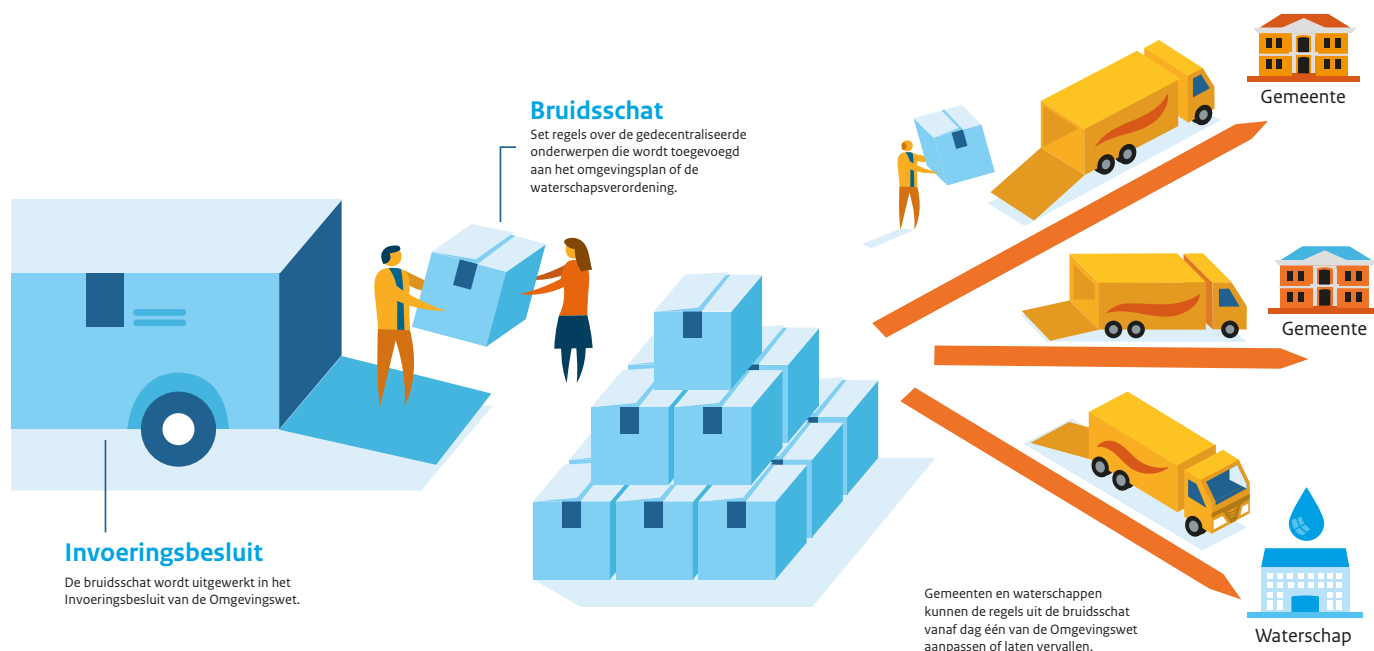 Bruidsschat
Set regels over de gedecentraliseerde
onderwerpen die wordt toegevoegd
aan het omgevingsplan of de
waterschapsverordening.
Invoeringsbesluit
De bruidsschat wordt uitgewerkt in het
Invoeringsbesluit van de Omgevingswet.
Gemeente
Gemeente
Gemeenten en waterschappen
kunnen de regels uit de bruidsschat
vanaf dag één van de Omgevingswet
aanpassen of laten vervallen.
Waterschap